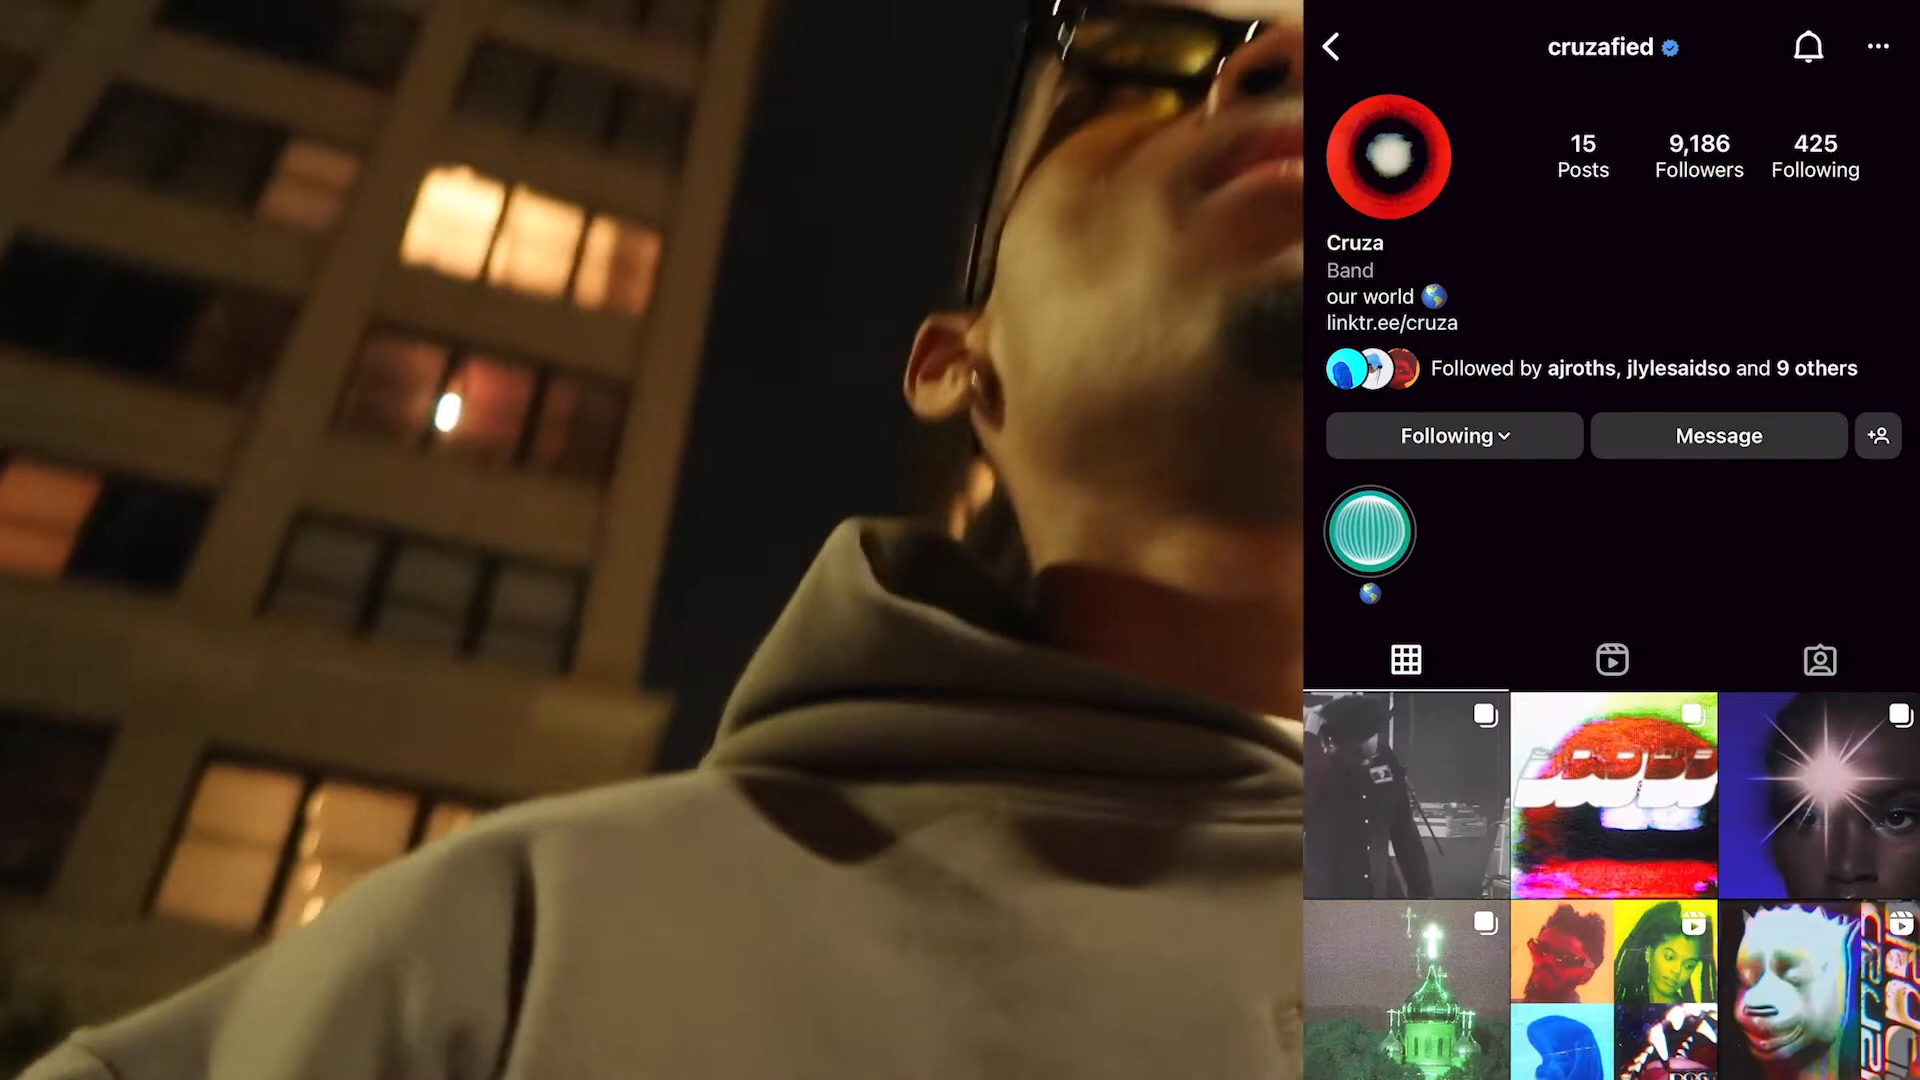 cruzafied
15 9,186 425
Posts Followers Following
Cruza
Band
our world
linktr.ee/cruza
Followed by ajroths, jlylesaidso and 9 others
Following Message